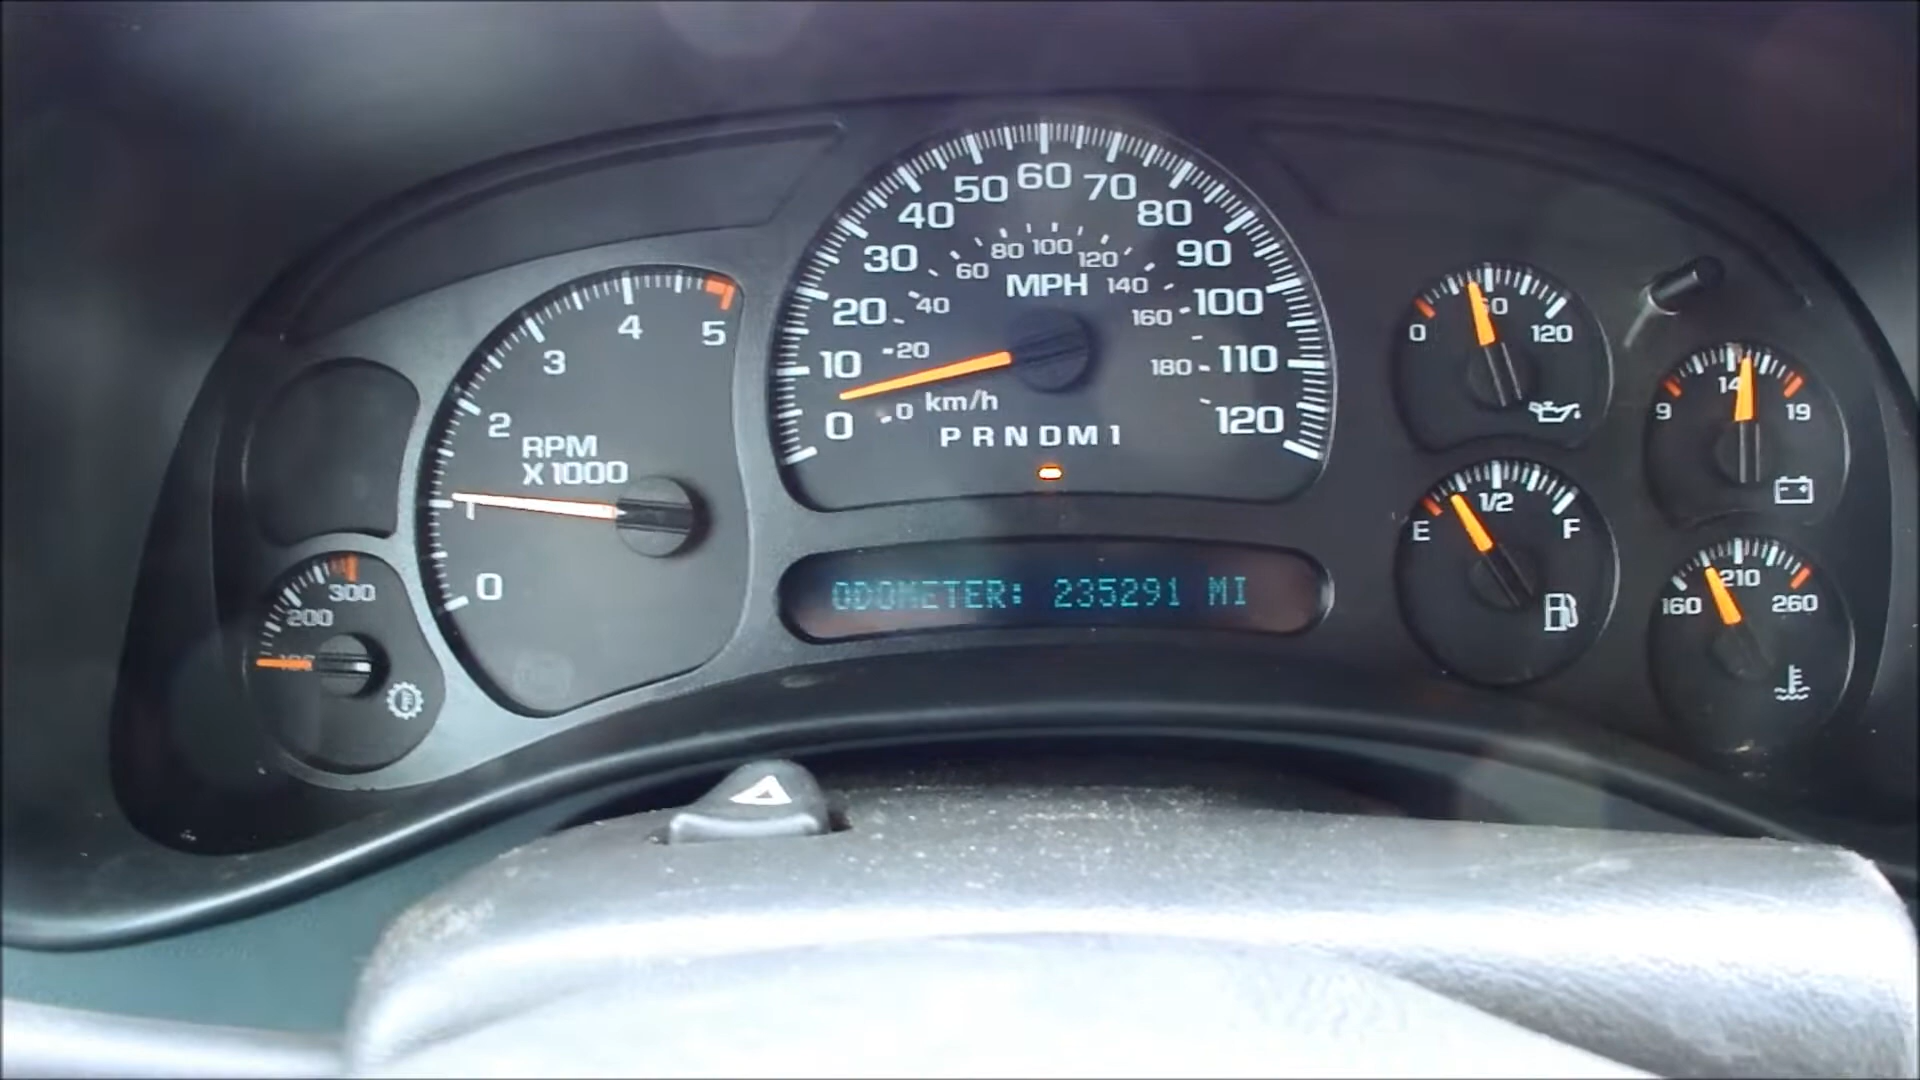 0 1 2 3 4 5
RPM
X 1000
200 300
0 10 20 30 40 50 60 70 80 90 100 110 120
0 20 40 60 80 100 120 140 160 180
MPH
km/h
PRNDM1
ODOMETER: 235291 MI
0 60 120
9 14 19
E 1/2 F
160 210 260